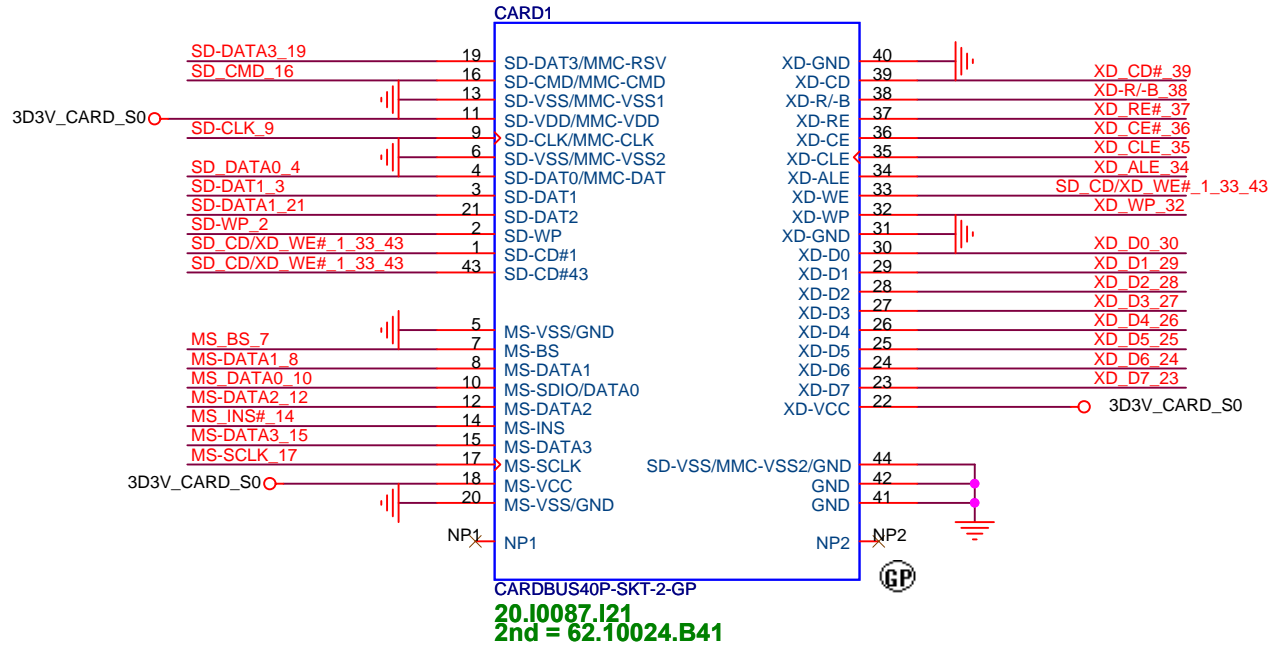 CARD1
SD-DATA3_19 19 SD-DAT3/MMC-RSV
SD_CMD_16 16 SD-CMD/MMC-CMD
13 SD-VSS/MMC-VSS1
3D3V_CARD_S0 11 SD-VDD/MMC-VDD
SD-CLK_9 9 SD-CLK/MMC-CLK
6 SD-VSS/MMC-VSS2
SD_DATA0_4 4 SD-DAT0/MMC-DAT
SD-DAT1_3 3 SD-DAT1
SD-DATA1_21 21 SD-DAT2
SD-WP_2 2 SD-WP
SD_CD/XD_WE#_1_33_43 1 SD-CD#1
SD_CD/XD_WE#_1_33_43 43 SD-CD#43
5 MS-VSS/GND
MS_BS_7 7 MS-BS
MS-DATA1_8 8 MS-DATA1
MS_DATA0_10 10 MS-SDIO/DATA0
MS-DATA2_12 12 MS-DATA2
MS_INS#_14 14 MS-INS
MS-DATA3_15 15 MS-DATA3
MS-SCLK_17 17 MS-SCLK
3D3V_CARD_S0 18 MS-VCC
20 MS-VSS/GND
NP1 NP1
XD-GND 40
XD-CD 39 XD_CD#_39
XD-R/-B 38 XD-R/-B_38
XD-RE 37 XD_RE#_37
XD-CE 36 XD_CE#_36
XD-CLE 35 XD_CLE_35
XD-ALE 34 XD_ALE_34
XD-WE 33 SD_CD/XD_WE#_1_33_43
XD-WP 32 XD_WP_32
XD-GND 31
XD-D0 30 XD_D0_30
XD-D1 29 XD_D1_29
XD-D2 28 XD_D2_28
XD-D3 27 XD_D3_27
XD-D4 26 XD_D4_26
XD-D5 25 XD_D5_25
XD-D6 24 XD_D6_24
XD-D7 23 XD_D7_23
XD-VCC 22 3D3V_CARD_S0
SD-VSS/MMC-VSS2/GND 44
GND 42
GND 41
NP2 NP2
GP
CARDBUS40P-SKT-2-GP
20.I0087.I21
2nd = 62.10024.B41